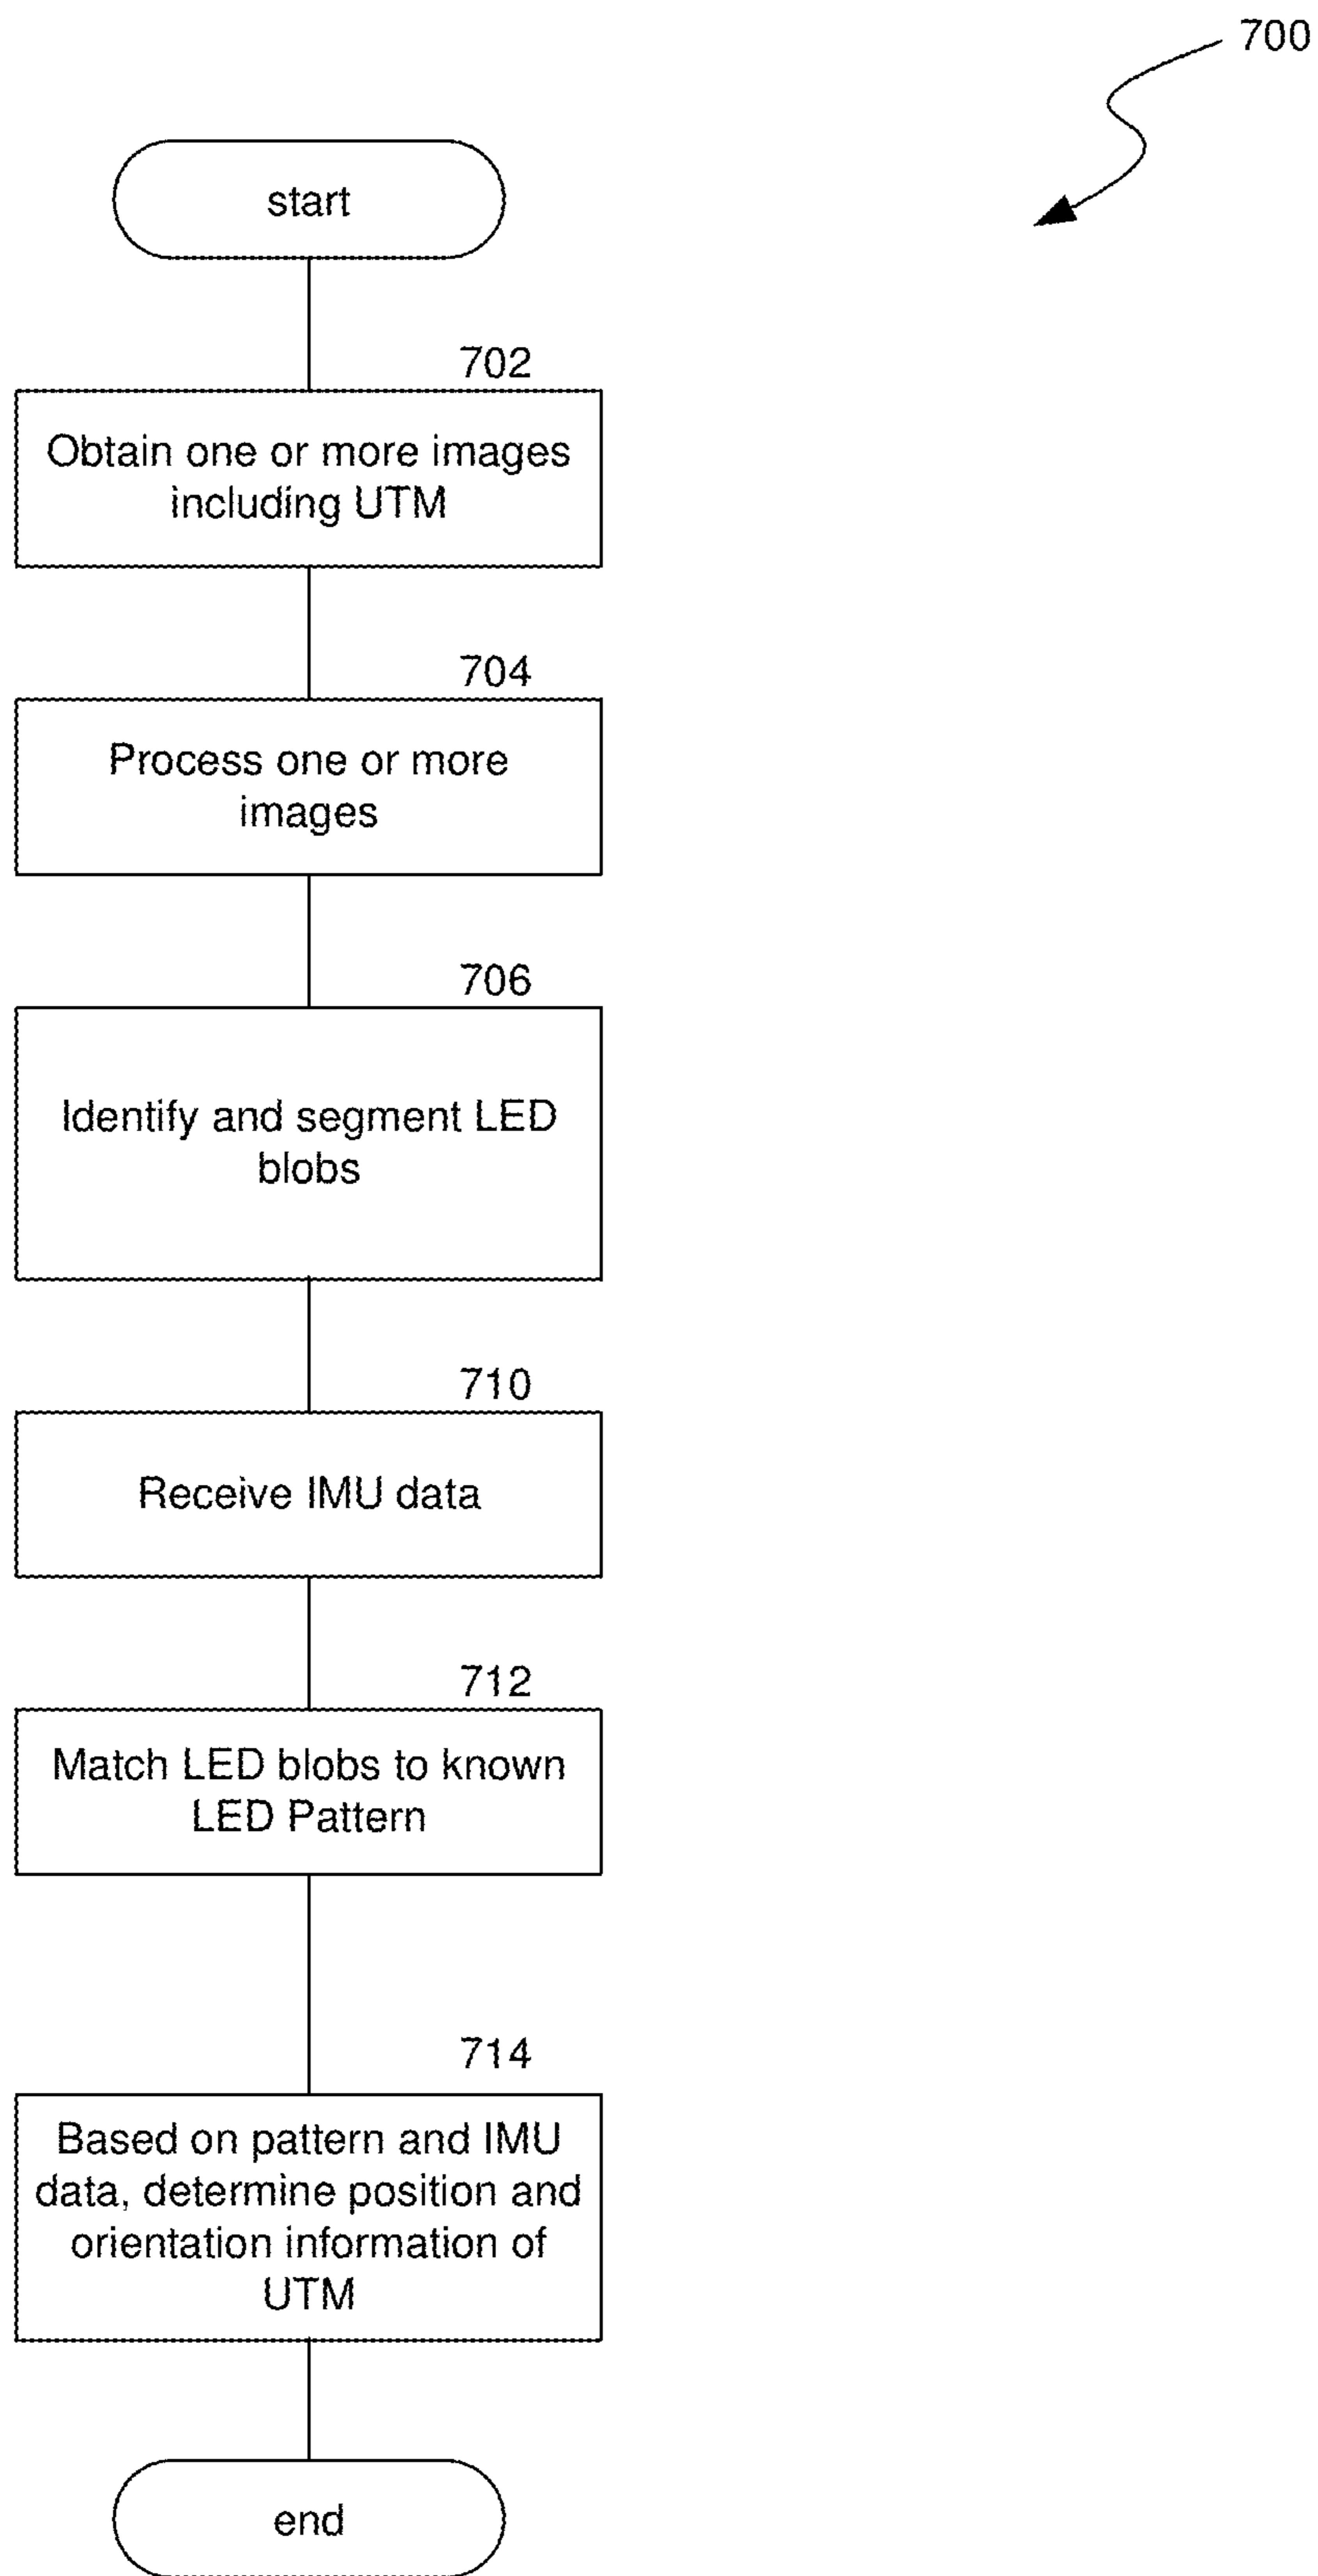 700
start
702
Obtain one or more images
including UTM
704
Process one or more
images
706
Identify and segment LED
blobs
710
Receive IMU data
712
Match LED blobs to known
LED Pattern
714
Based on pattern and IMU
data, determine position and
orientation information of
UTM
end